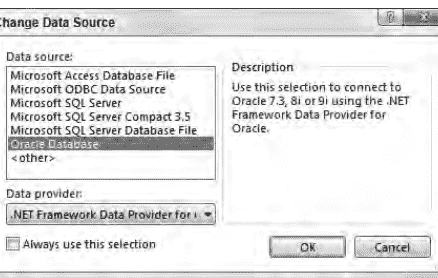 Change Data Source
Data source:
Microsoft Access Database File
Microsoft ODBC Data Source
Microsoft SQL Server
Microsoft SQL Server Compact 3.5
Microsoft SQL Server Database File
Oracle Database
<other>
Description
Use this selection to connect to
Oracle 7.3, 8i or 9i using the .NET
Framework Data Provider for
Oracle.
Data provider:
.NET Framework Data Provider for
Always use this selection
OK
Cancel